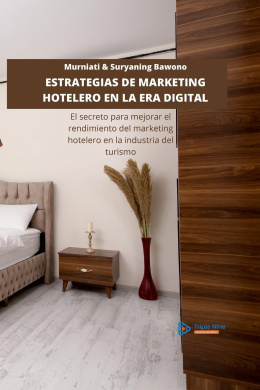 Murniati & Suryaning Bawono
ESTRATEGIAS DE MARKETING
HOTELERO EN LA ERA DIGITAL
El secreto para mejorar el
rendimiento del marketing
hotelero en la industria del
turismo